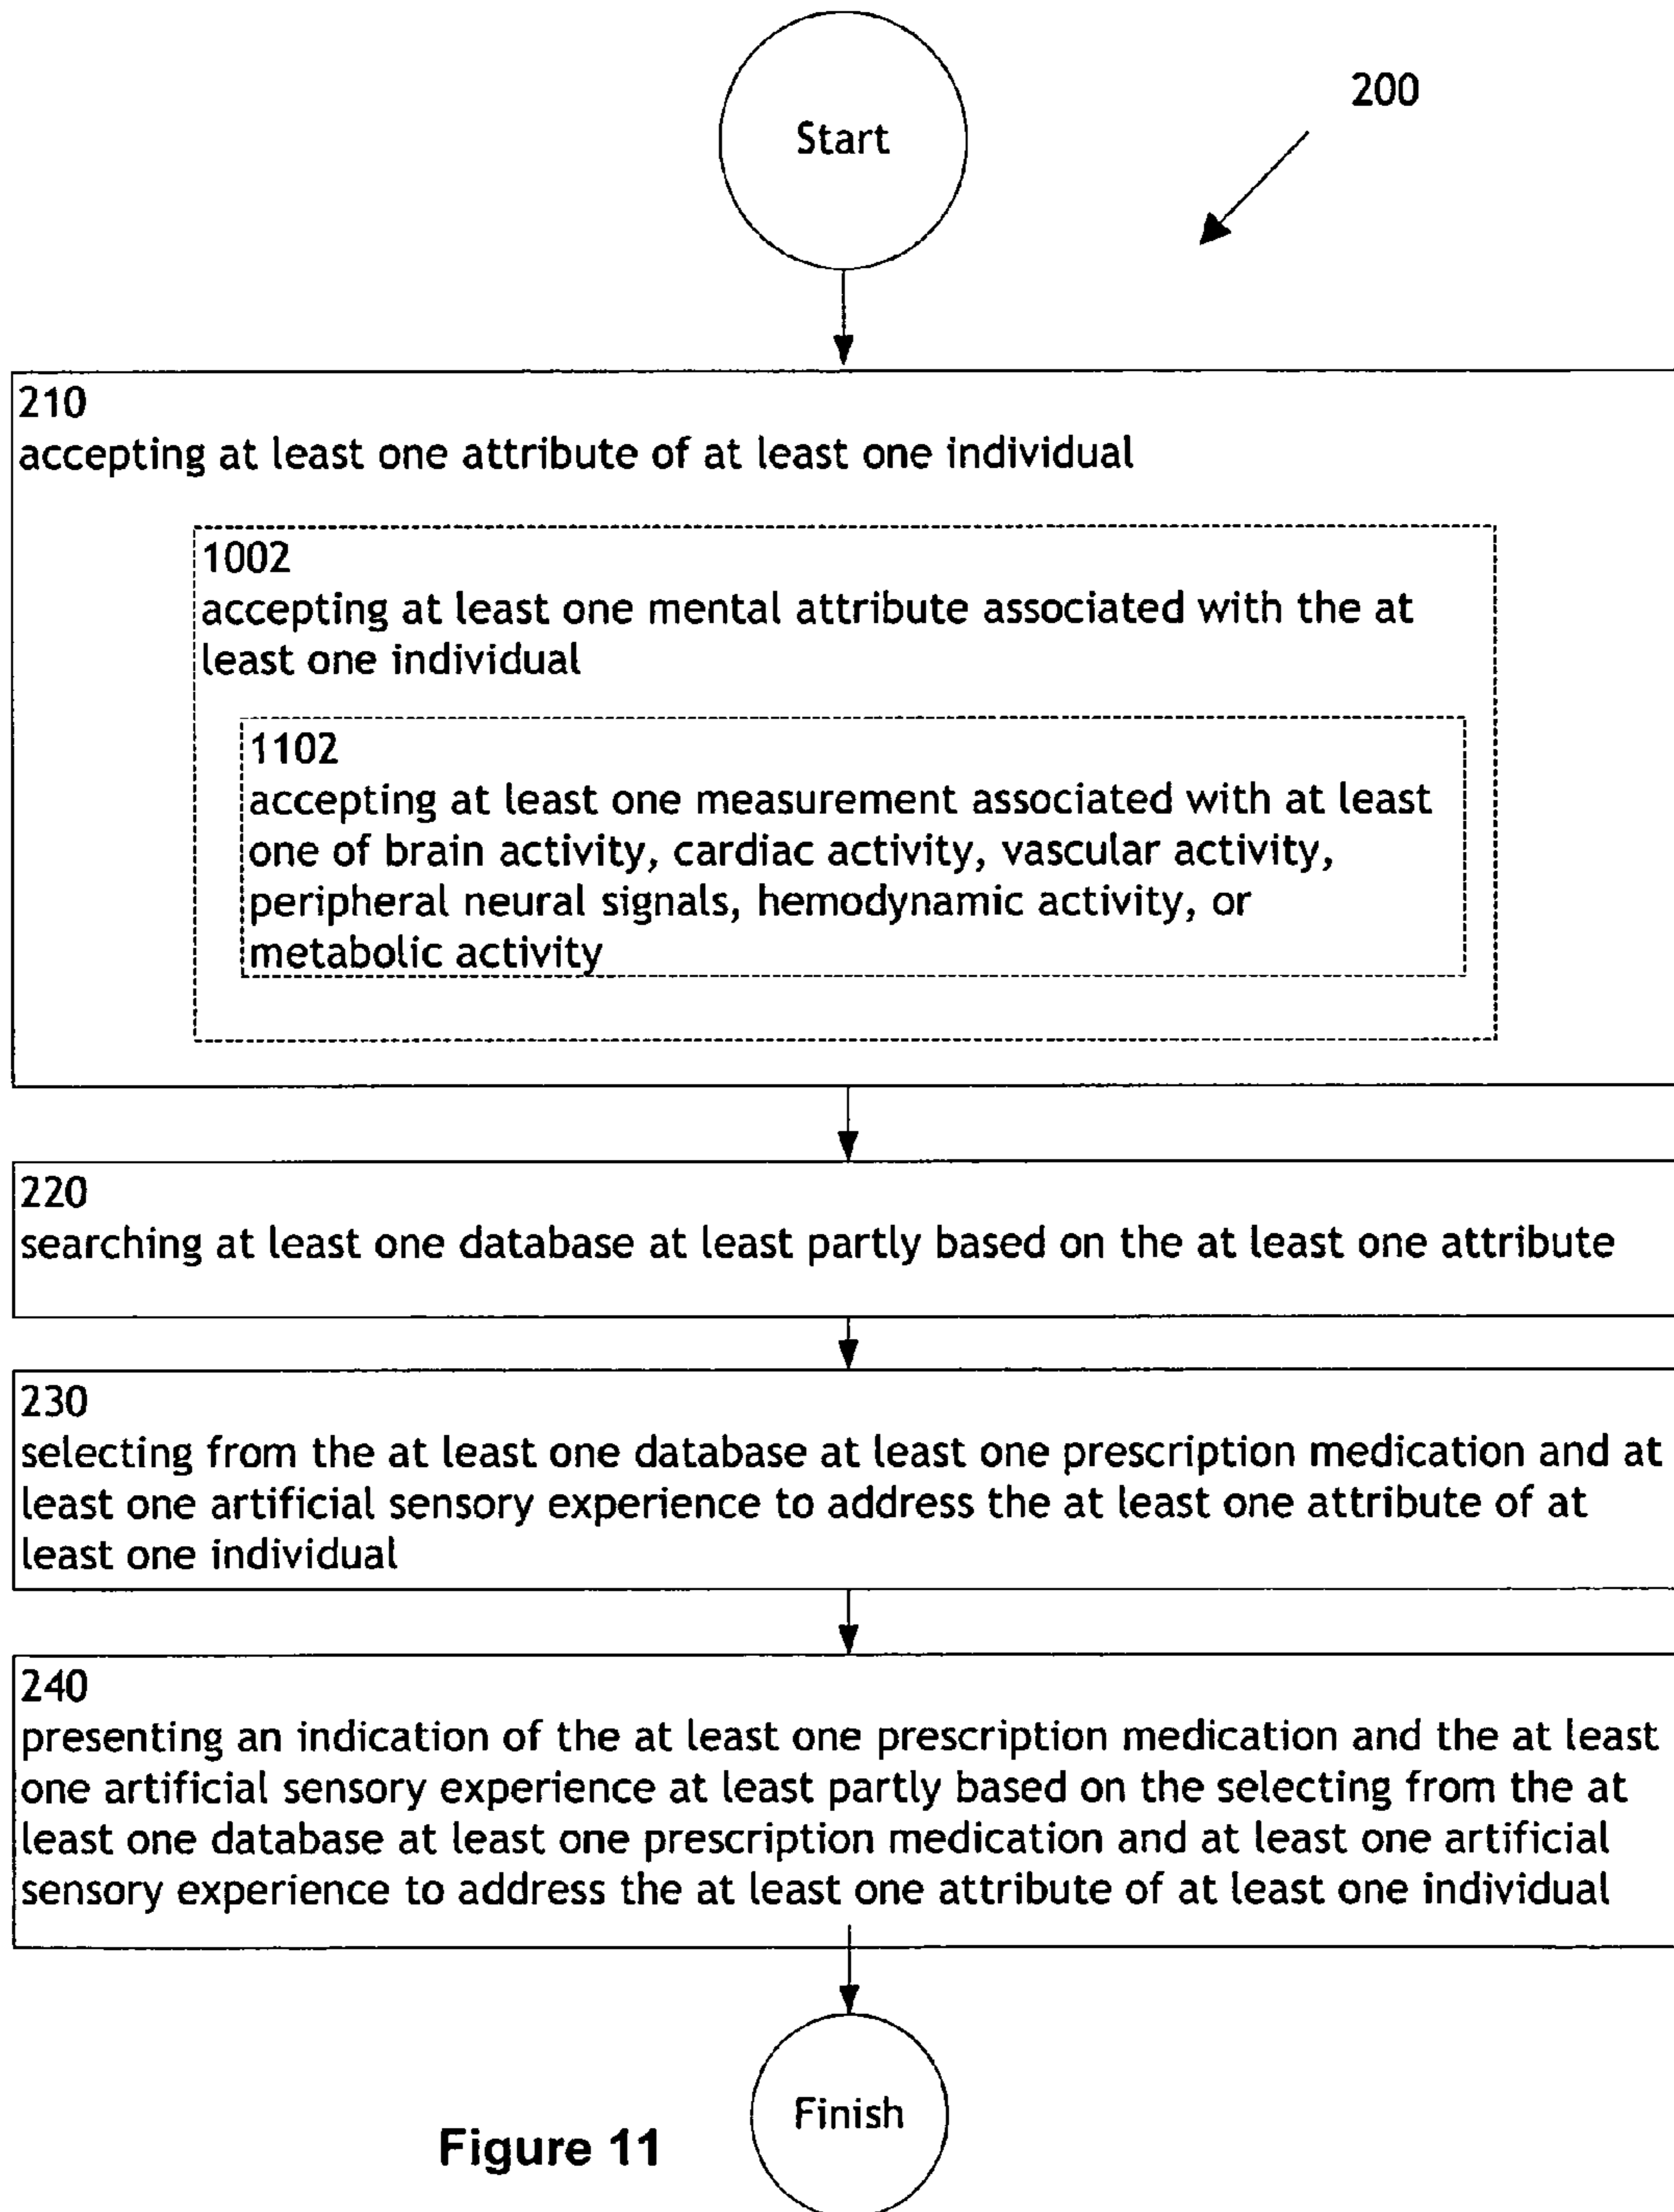 Start
200
210
accepting at least one attribute of at least one individual
1002
accepting at least one mental attribute associated with the at
least one individual
1102
accepting at least one measurement associated with at least
one of brain activity, cardiac activity, vascular activity,
peripheral neural signals, hemodynamic activity, or
metabolic activity
220
searching at least one database at least partly based on the at least one attribute
230
selecting from the at least one database at least one prescription medication and at
least one artificial sensory experience to address the at least one attribute of at
least one individual
240
presenting an indication of the at least one prescription medication and the at least
one artificial sensory experience at least partly based on the selecting from the at
least one database at least one prescription medication and at least one artificial
sensory experience to address the at least one attribute of at least one individual
Finish
Figure 11